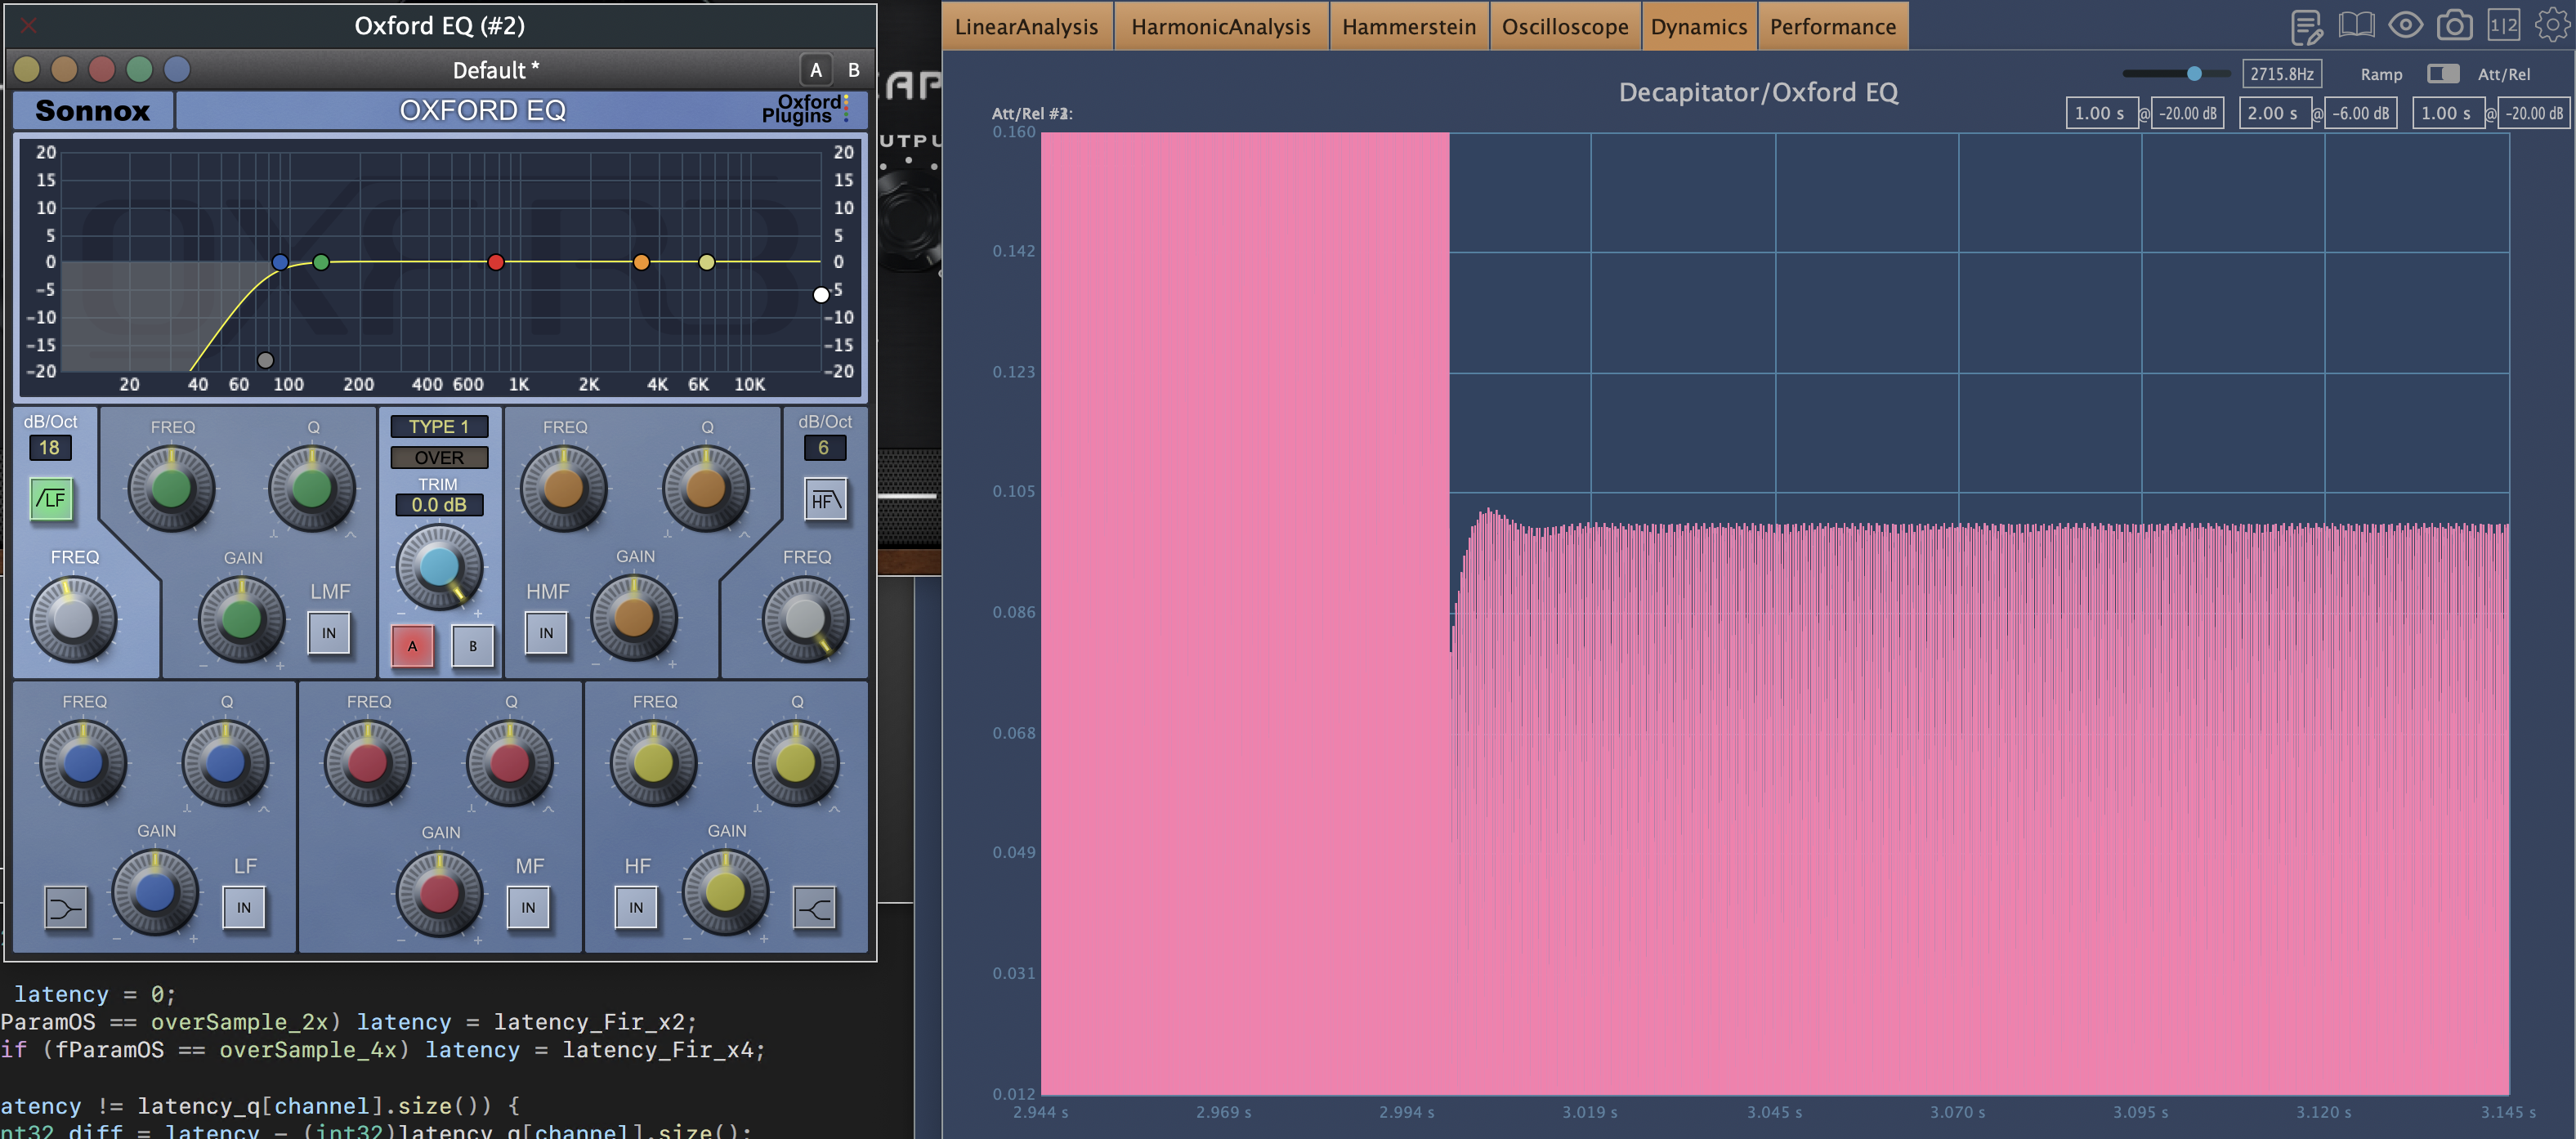 Oxford EQ (#2)
Default *
A B
Sonnox
OXFORD EQ
Oxford Plugins
20 20
15 15
10 10
5 5
0 0
-5 -5
-10 -10
-15 -15
-20 -20
20 40 60 100 200 400 600 1K 2K 4K 6K 10K
dB/Oct
18
LF
FREQ
FREQ Q
GAIN
LMF
IN
TYPE 1
OVER
TRIM
0.0 dB
- +
A B
FREQ Q
HMF
GAIN
IN
dB/Oct
6
HF
FREQ
FREQ Q
GAIN
LF
IN
FREQ Q
GAIN
MF
IN
FREQ Q
HF
GAIN
IN
latency = 0;
ParamOS == overSample_2x) latency = latency_Fir_x2;
if (fParamOS == overSample_4x) latency = latency_Fir_x4;
atency != latency_q[channel].size()) {
nt32 diff = latency - (int32)latency_q[channel].size();
AP
UTPU
LinearAnalysis HarmonicAnalysis Hammerstein Oscilloscope Dynamics Performance
1|2
2715.8Hz Ramp Att/Rel
Decapitator/Oxford EQ
1.00 s @ -20.00 dB 2.00 s @ -6.00 dB 1.00 s @ -20.00 dB
Att/Rel
0.160
0.142
0.123
0.105
0.086
0.068
0.049
0.031
0.012
2.944 s 2.969 s 2.994 s 3.019 s 3.045 s 3.070 s 3.095 s 3.120 s 3.145 s